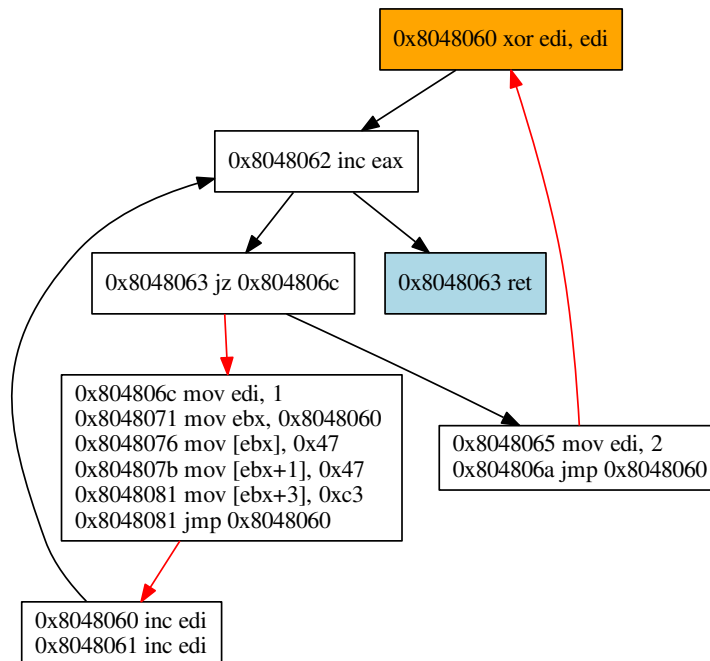 0x8048060 xor edi, edi
0x8048062 inc eax
0x8048063 jz 0x804806c
0x8048063 ret
0x804806c mov edi, 1
0x8048071 mov ebx, 0x8048060
0x8048076 mov [ebx], 0x47
0x804807b mov [ebx+1], 0x47
0x8048081 mov [ebx+3], 0xc3
0x8048081 jmp 0x8048060
0x8048065 mov edi, 2
0x804806a jmp 0x8048060
0x8048060 inc edi
0x8048061 inc edi